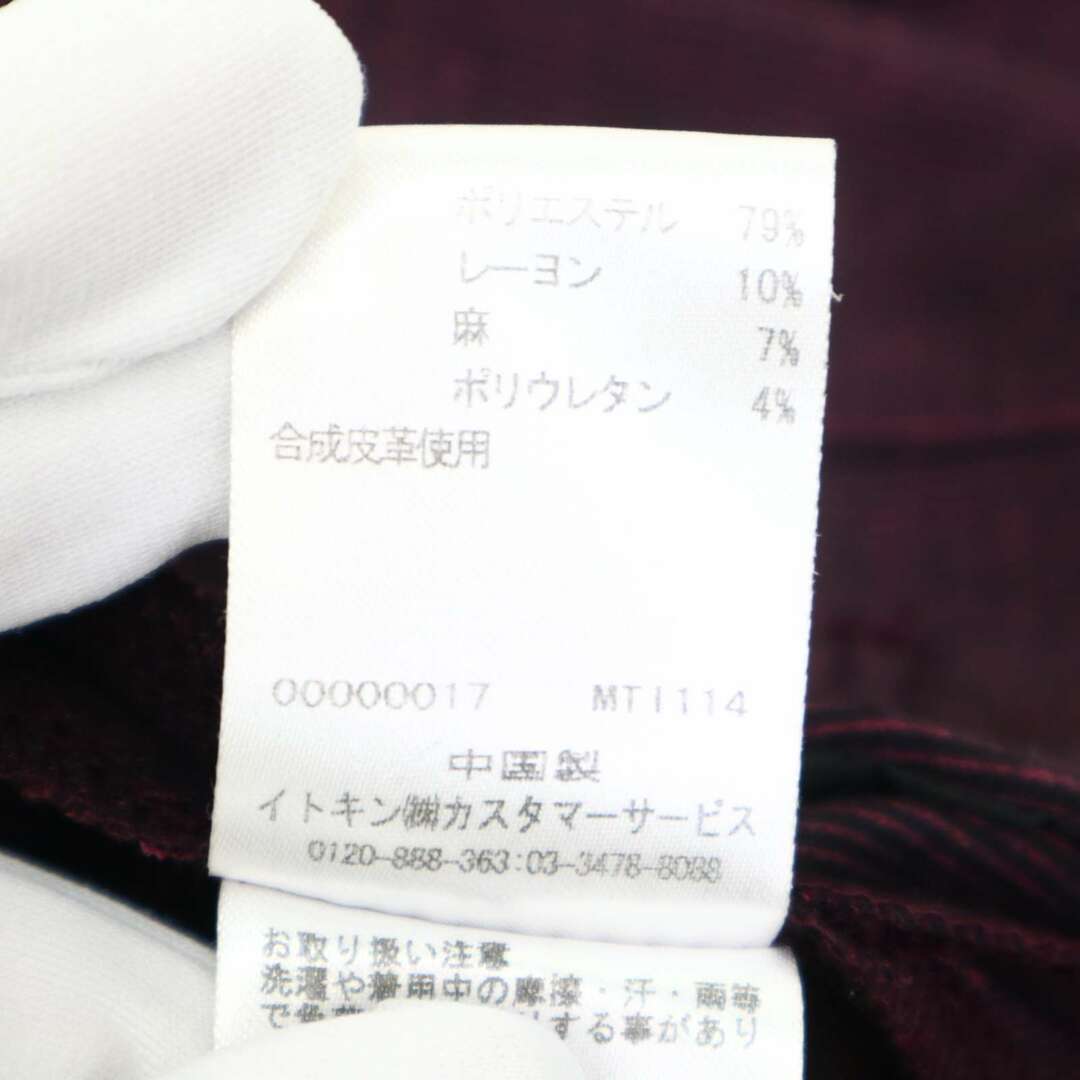 ポリエステル 79%
レーヨン 10%
麻 7%
ポリウレタン 4%
合成皮革使用
00000017 MTI114
中国製
イトキン㈱カスタマーサービス
0120-888-363:03-3478-8088
お取り扱い注意
洗濯や着用中の摩擦・汗・雨等
で する事があり